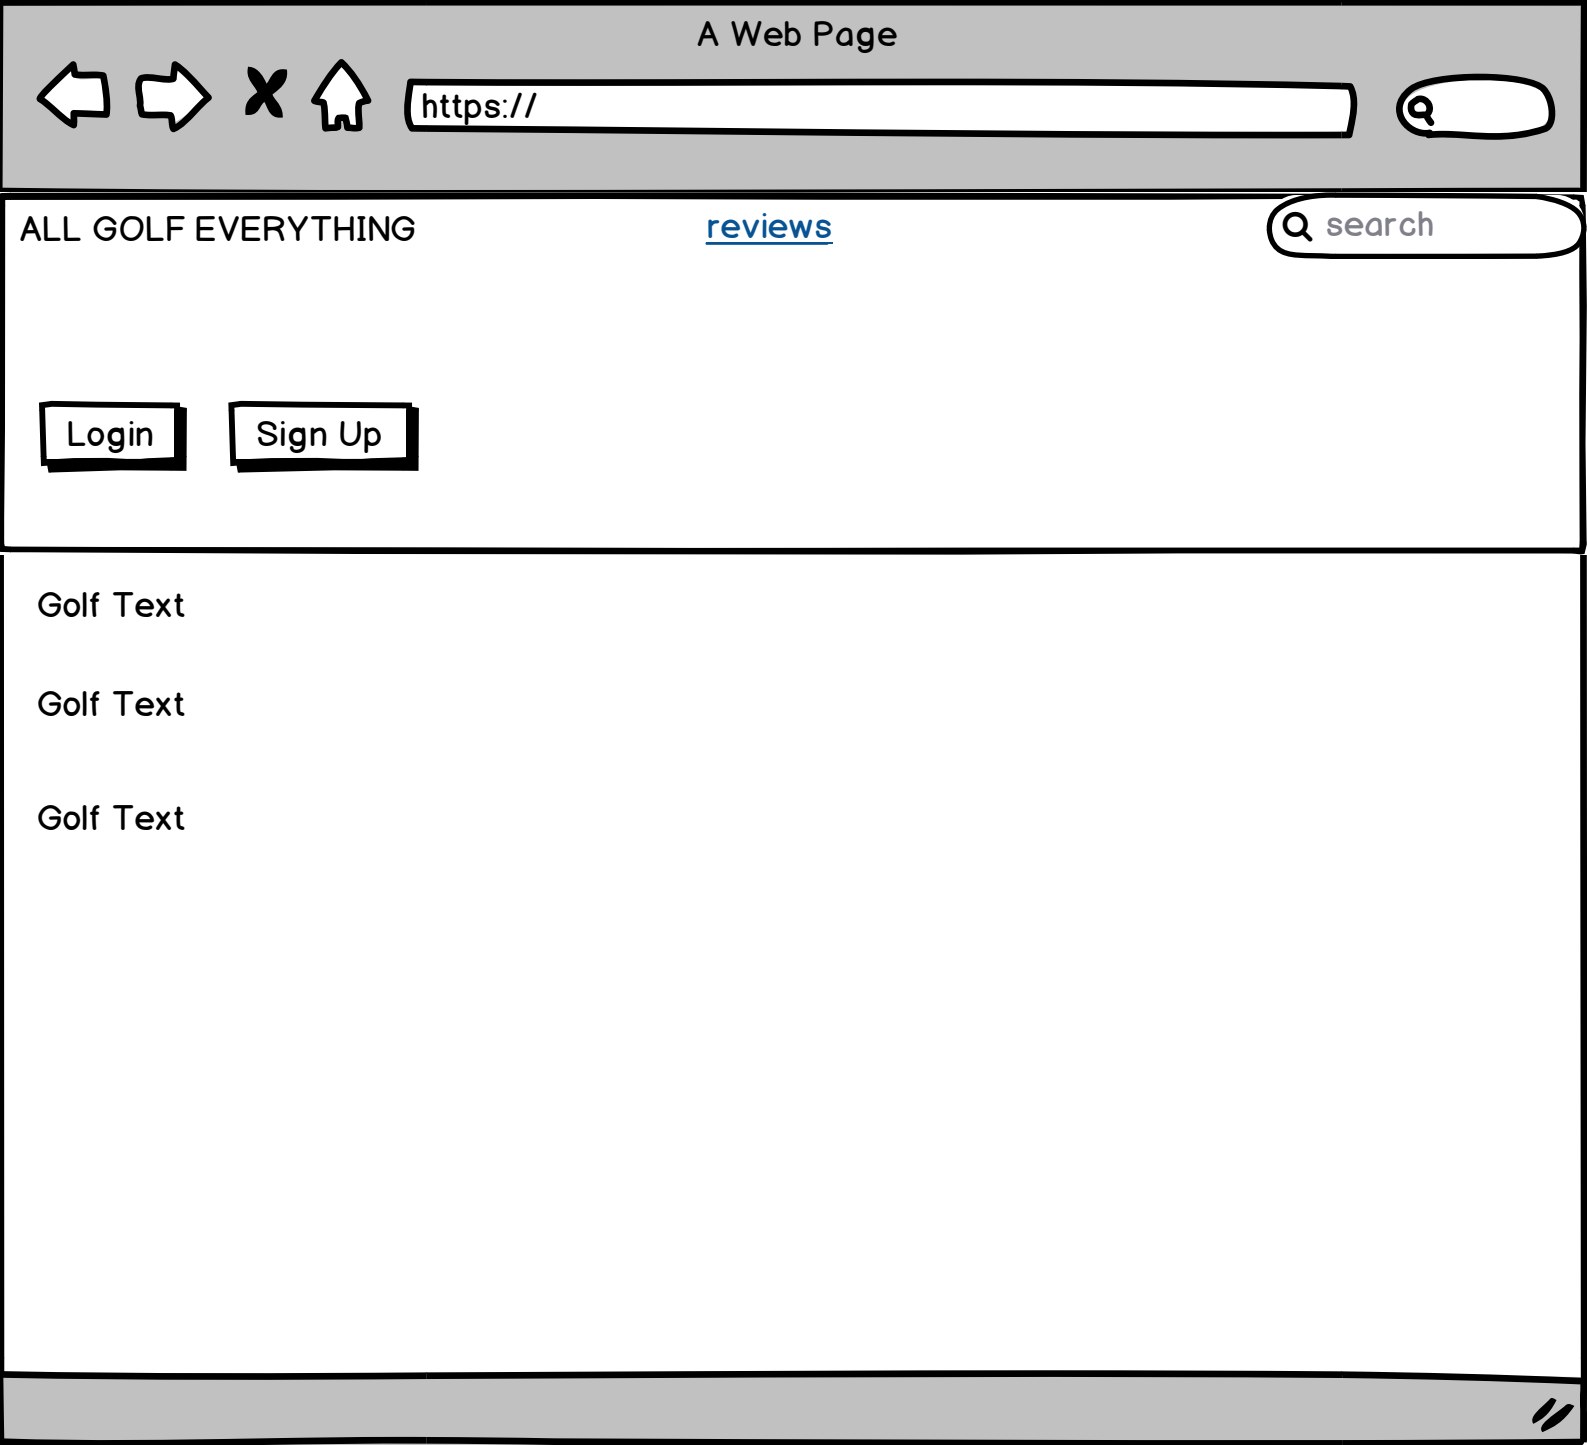 A Web Page
https://
ALL GOLF EVERYTHING
reviews
search
Login
Sign Up
Golf Text
Golf Text
Golf Text